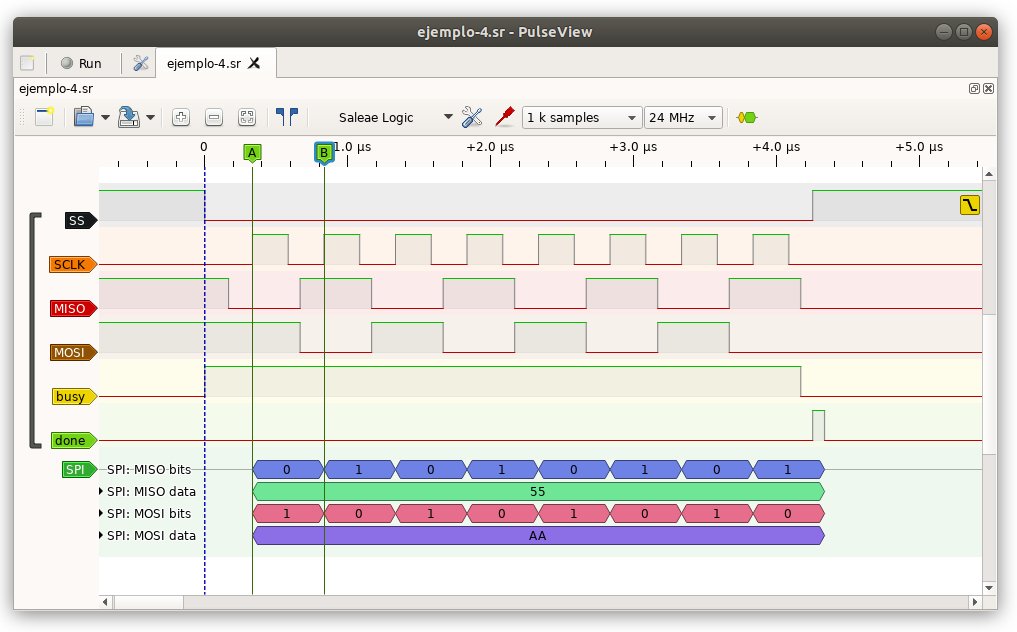 ejemplo-4.sr - PulseView
Run
ejemplo-4.sr
ejemplo-4.sr
Saleae Logic
1 k samples
24 MHz
0
A
B
1.0 µs
+2.0 µs
+3.0 µs
+4.0 µs
+5.0 µs
SS
SCLK
MISO
MOSI
busy
done
SPI
SPI: MISO bits
0 1 0 1 0 1 0 1
SPI: MISO data
55
SPI: MOSI bits
1 0 1 0 1 0 1 0
SPI: MOSI data
AA